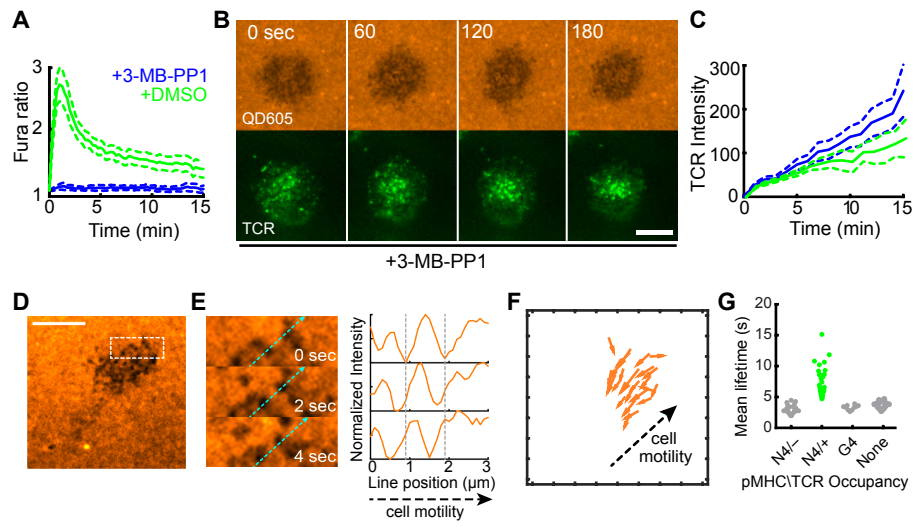 A
+3-MB-PP1
+DMSO
Fura ratio
3
2
1
0
5
10
15
Time (min)
B
0 sec
60
120
180
QD605
TCR
+3-MB-PP1
C
TCR Intensity
300
200
100
0
0
5
10
15
Time (min)
D
E
0 sec
2 sec
4 sec
Normalized Intensity
0
1
2
3
Line position (µm)
cell motility
F
cell
motility
G
Mean lifetime (s)
20
15
10
5
0
N4/–
N4/+
G4
None
pMHC\TCR Occupancy